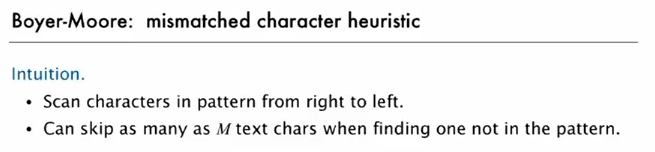 Boyer-Moore: mismatched character heuristic
Intuition.
• Scan characters in pattern from right to left.
• Can skip as many as M text chars when finding one not in the pattern.